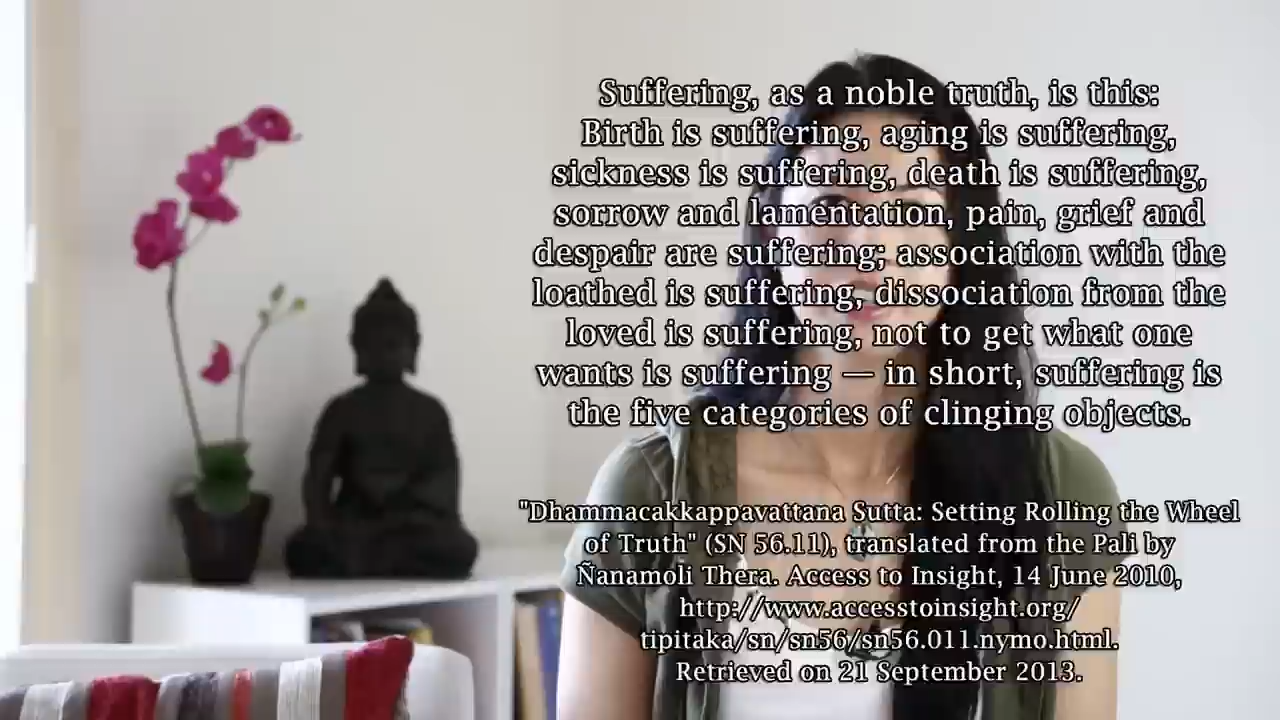 Suffering, as a noble truth, is this:
Birth is suffering, aging is suffering,
sickness is suffering, death is suffering,
sorrow and lamentation, pain, grief and
despair are suffering; association with the
loathed is suffering, dissociation from the
loved is suffering, not to get what one
wants is suffering — in short, suffering is
the five categories of clinging objects.
"Dhammacakkappavattana Sutta: Setting Rolling the Wheel
of Truth" (SN 56.11), translated from the Pali by
Ñanamoli Thera. Access to Insight, 14 June 2010,
http://www.accesstoinsight.org/
tipitaka/sn/sn56/sn56.011.nymo.html.
Retrieved on 21 September 2013.